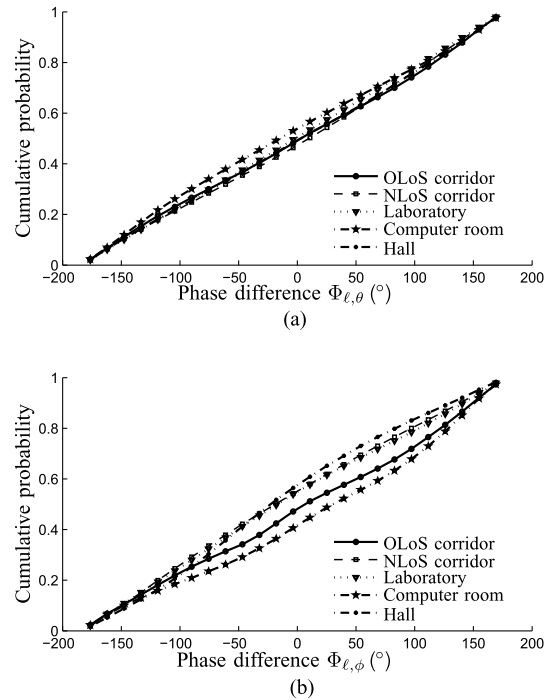 1
0.8
0.6
0.4
0.2
0
Cumulative probability
OLoS corridor
NLoS corridor
Laboratory
Computer room
Hall
−200 −150 −100 −50 0 50 100 150 200
Phase difference Φℓ,θ (°)
(a)
1
0.8
0.6
0.4
0.2
0
Cumulative probability
OLoS corridor
NLoS corridor
Laboratory
Computer room
Hall
−200 −150 −100 −50 0 50 100 150 200
Phase difference Φℓ,ϕ (°)
(b)